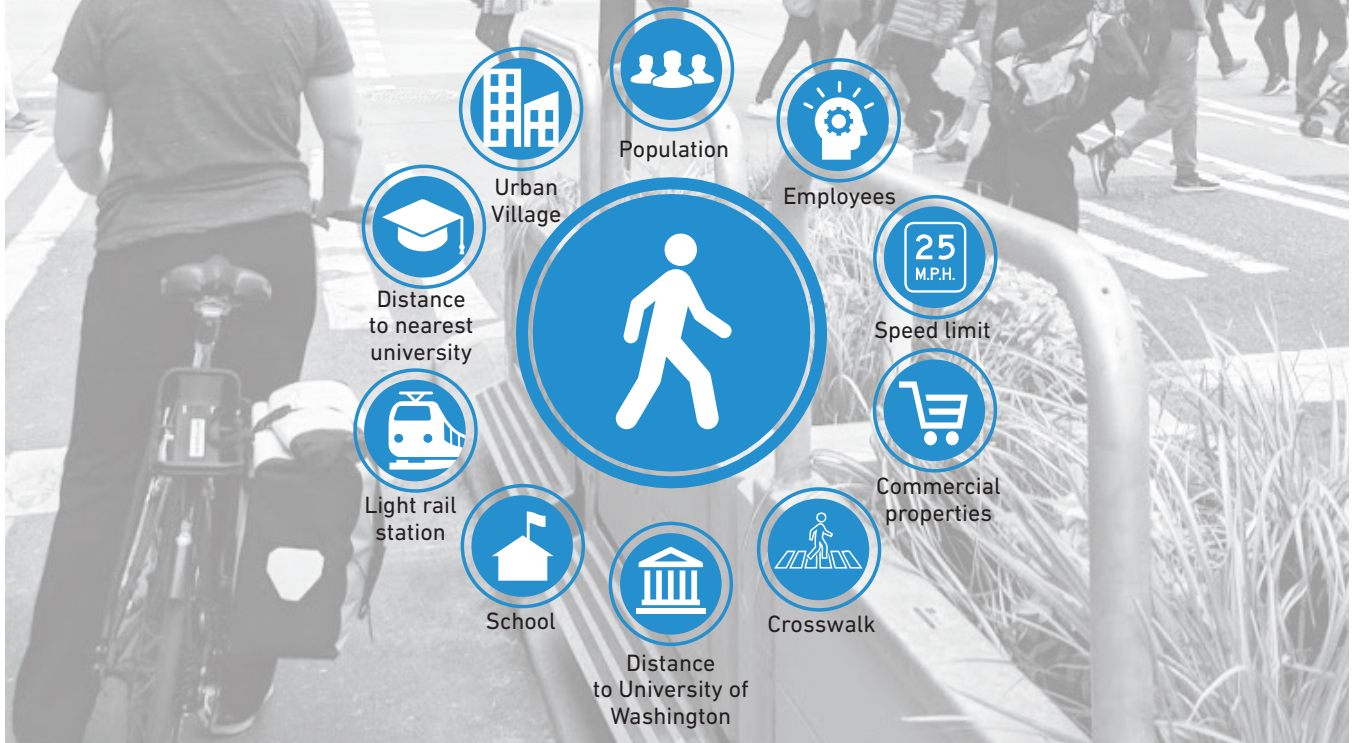 Population
Employees
25
M.P.H.
Speed limit
Commercial
properties
Crosswalk
Distance
to University of
Washington
School
Light rail
station
Distance
to nearest
university
Urban
Village